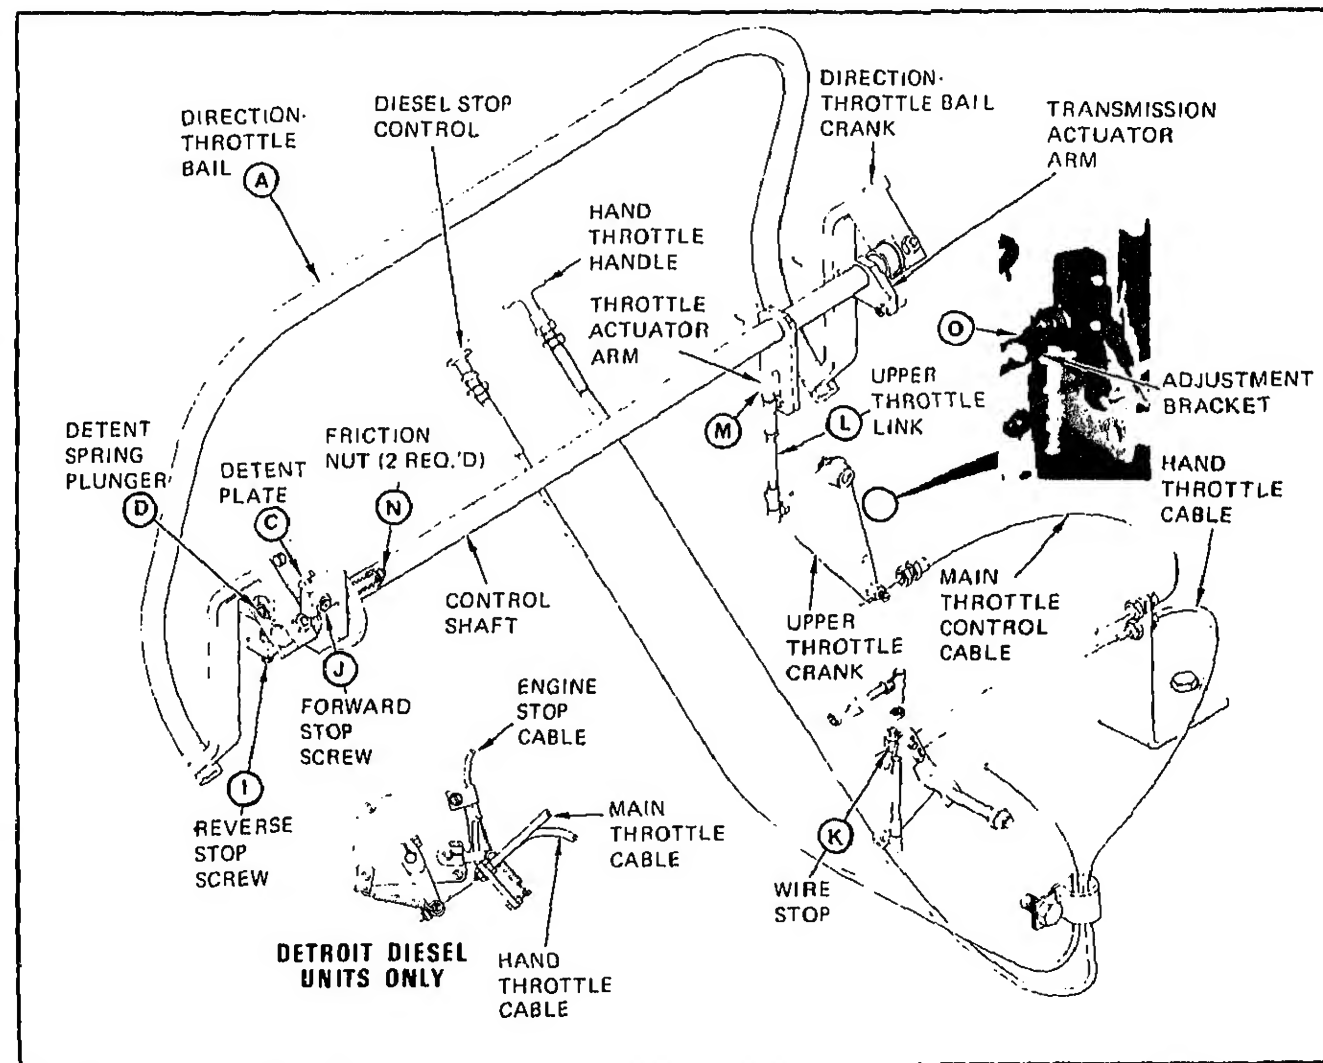 DIRECTION-
THROTTLE
BAIL
A
DIESEL STOP
CONTROL
DIRECTION-
THROTTLE BAIL
CRANK
TRANSMISSION
ACTUATOR
ARM
HAND
THROTTLE
HANDLE
THROTTLE
ACTUATOR
ARM
O
ADJUSTMENT
BRACKET
UPPER
THROTTLE
LINK
M
L
DETENT
SPRING
PLUNGER
D
DETENT
PLATE
C
FRICTION
NUT (2 REQ.'D)
N
HAND
THROTTLE
CABLE
CONTROL
SHAFT
UPPER
THROTTLE
CRANK
MAIN
THROTTLE
CONTROL
CABLE
J
FORWARD
STOP
SCREW
I
REVERSE
STOP
SCREW
ENGINE
STOP
CABLE
MAIN
THROTTLE
CABLE
K
WIRE
STOP
DETROIT DIESEL
UNITS ONLY
HAND
THROTTLE
CABLE